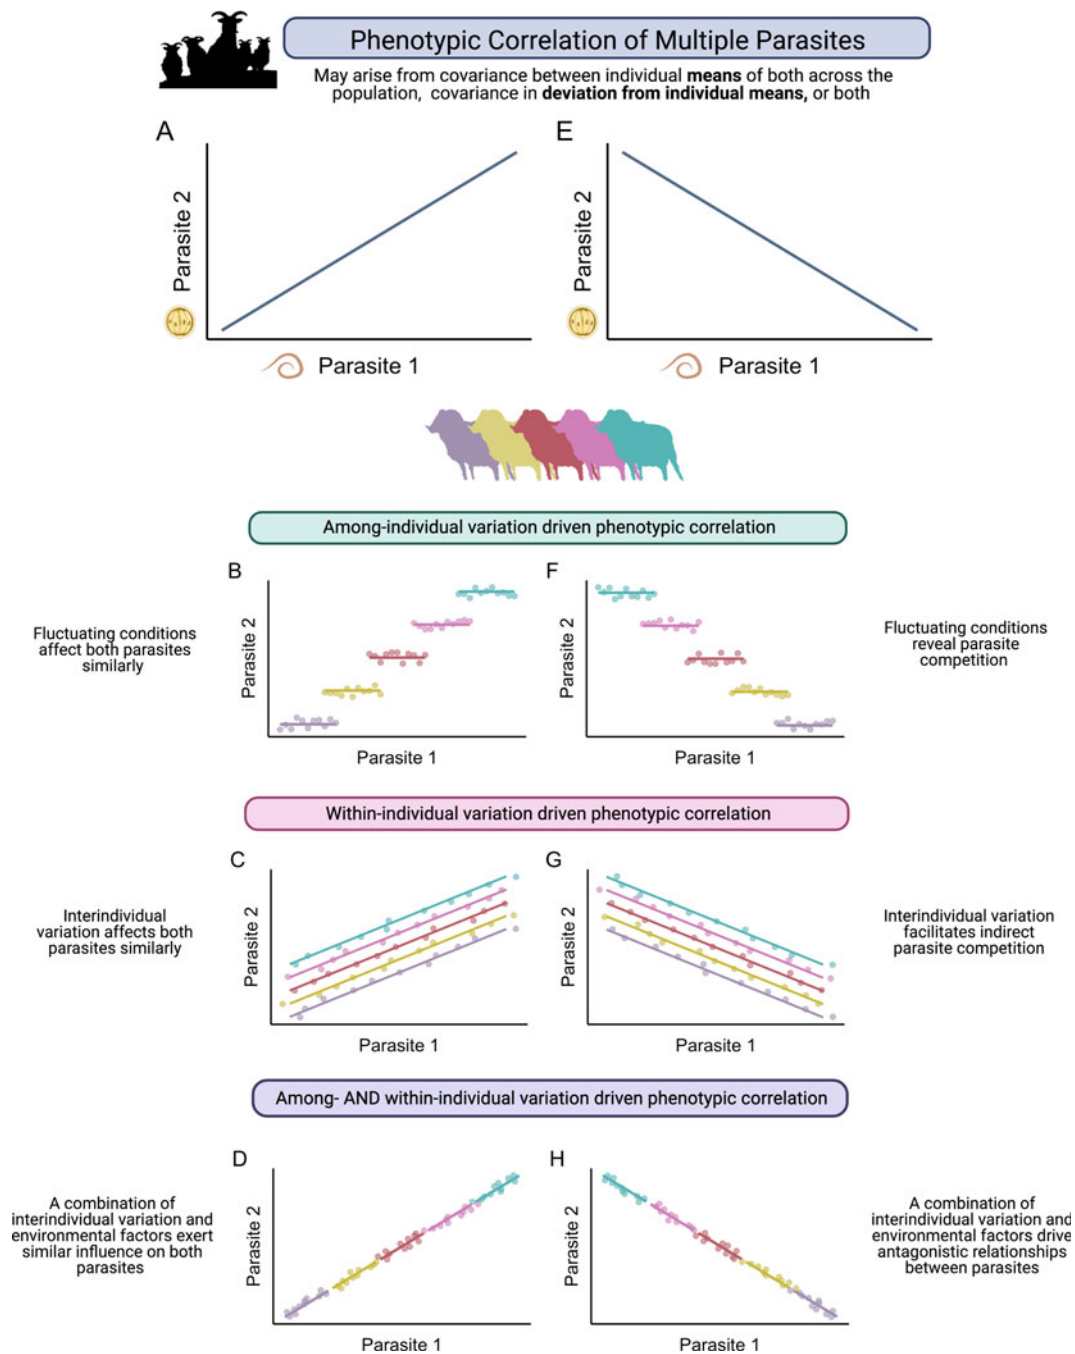 Phenotypic Correlation of Multiple Parasites
May arise from covariance between individual means of both across the
population, covariance in deviation from individual means, or both
A
Parasite 2
Parasite 1
E
Parasite 2
Parasite 1
Among-individual variation driven phenotypic correlation
Fluctuating conditions
affect both parasites
similarly
B
Parasite 2
Parasite 1
F
Parasite 2
Parasite 1
Fluctuating conditions
reveal parasite
competition
Within-individual variation driven phenotypic correlation
Interindividual
variation affects both
parasites similarly
C
Parasite 2
Parasite 1
G
Parasite 2
Parasite 1
Interindividual variation
facilitates indirect
parasite competition
Among- AND within-individual variation driven phenotypic correlation
A combination of
interindividual variation and
environmental factors exert
similar influence on both
parasites
D
Parasite 2
Parasite 1
H
Parasite 2
Parasite 1
A combination of
interindividual variation and
environmental factors drive
antagonistic relationships
between parasites